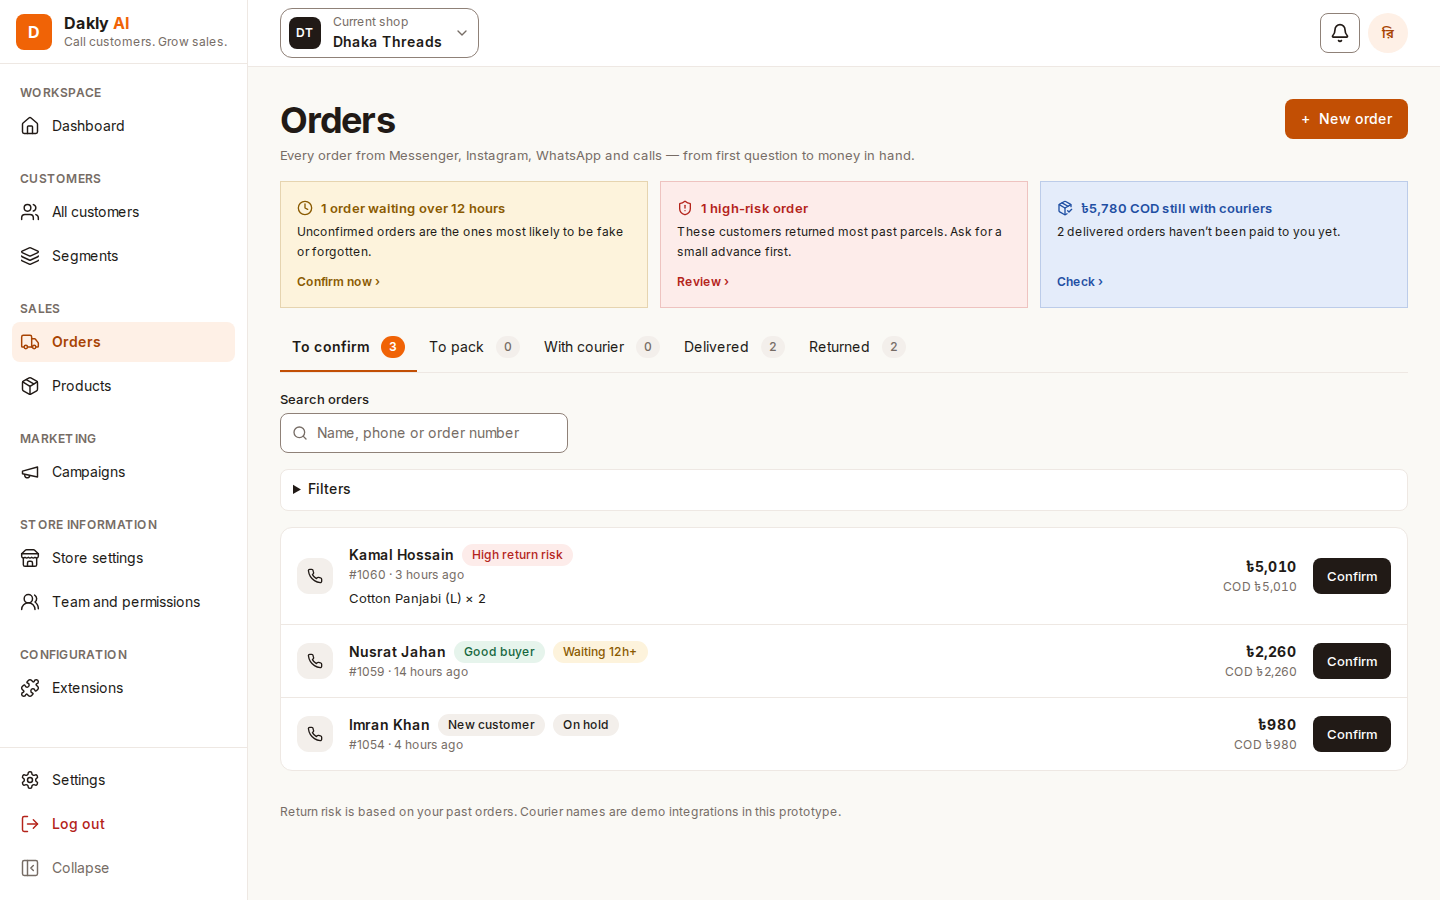 D
Dakly AI
Call customers. Grow sales.
DT
Current shop
Dhaka Threads
রি
WORKSPACE
Dashboard
CUSTOMERS
All customers
Segments
SALES
Orders
Products
MARKETING
Campaigns
STORE INFORMATION
Store settings
Team and permissions
CONFIGURATION
Extensions
Settings
Log out
Collapse
Orders
+ New order
Every order from Messenger, Instagram, WhatsApp and calls — from first question to money in hand.
1 order waiting over 12 hours
Unconfirmed orders are the ones most likely to be fake
or forgotten.
Confirm now ›
1 high-risk order
These customers returned most past parcels. Ask for a
small advance first.
Review ›
৳5,780 COD still with couriers
2 delivered orders haven’t been paid to you yet.
Check ›
To confirm 3 To pack 0 With courier 0 Delivered 2 Returned 2
Search orders
Name, phone or order number
Filters
Kamal Hossain High return risk
#1060 · 3 hours ago
Cotton Panjabi (L) × 2
৳5,010
COD ৳5,010
Confirm
Nusrat Jahan Good buyer Waiting 12h+
#1059 · 14 hours ago
৳2,260
COD ৳2,260
Confirm
Imran Khan New customer On hold
#1054 · 4 hours ago
৳980
COD ৳980
Confirm
Return risk is based on your past orders. Courier names are demo integrations in this prototype.